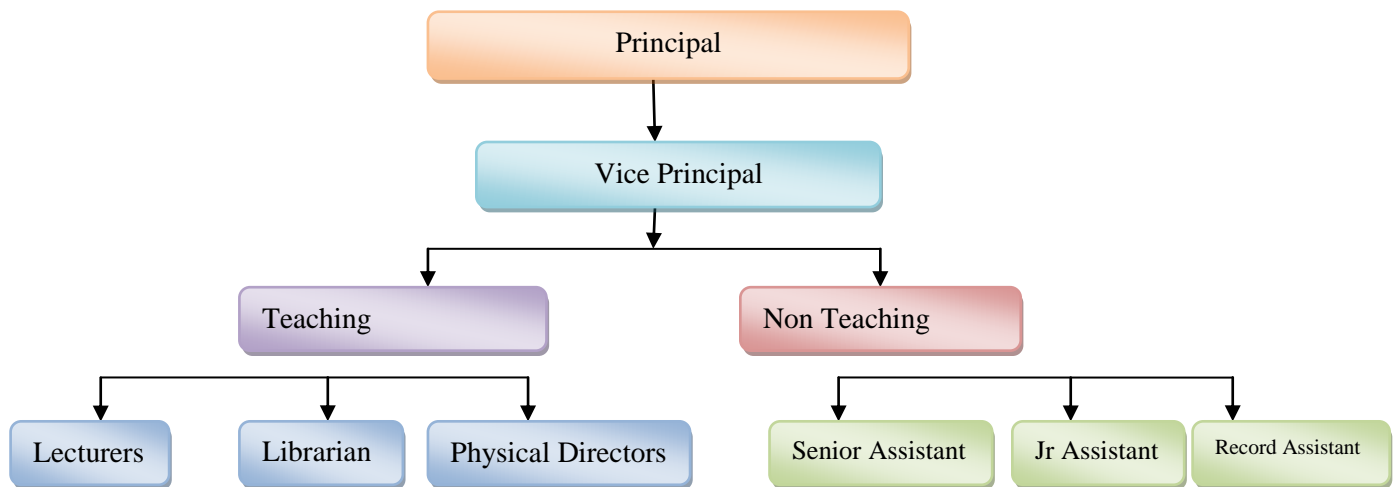 Principal
Vice Principal
Teaching
Non Teaching
Lecturers
Librarian
Physical Directors
Senior Assistant
Jr Assistant
Record Assistant